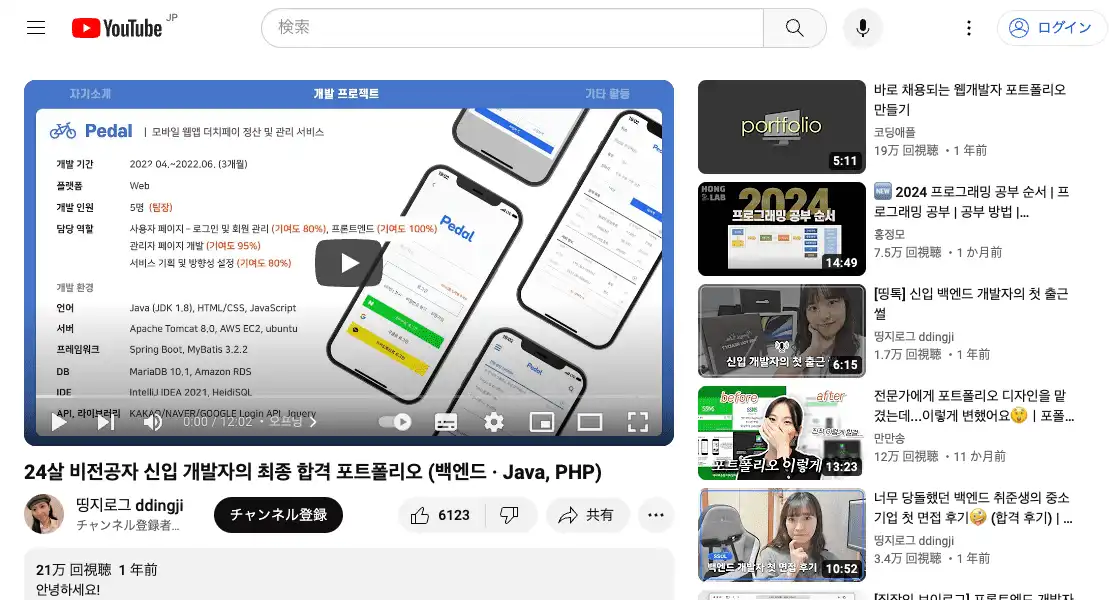 YouTube JP
検索
ログイン
자기소개
개발 프로젝트
기타 활동
Pedal | 모바일 웹앱 더치페이 정산 및 관리 서비스
개발 기간 2022.04.~2022.06. (3개월)
플랫폼 Web
개발 인원 5명 (팀장)
담당 역할 사용자 페이지 - 로그인 및 회원 관리 (기여도 80%), 프론트엔드 (기여도 100%)
관리자 페이지 개발 (기여도 95%)
서비스 기획 및 방향성 설정 (기여도 80%)
개발 환경
언어 Java (JDK 1.8), HTML/CSS, JavaScript
서버 Apache Tomcat 8.0, AWS EC2, ubuntu
프레임워크 Spring Boot, MyBatis 3.2.2
DB MariaDB 10.1, Amazon RDS
IDE IntelliJ IDEA 2021, HeidiSQL
API, 라이브러리 KAKAO/NAVER/GOOGLE Login API, Jquery
Pedal
Pedal
0:00 / 12:02 • 오프닝
24살 비전공자 신입 개발자의 최종 합격 포트폴리오 (백엔드 · Java, PHP)
띵지로그 ddingji
チャンネル登録者...
チャンネル登録
6123
共有
21万 回視聴 1 年前
안녕하세요!
portfolio
5:11
바로 채용되는 웹개발자 포트폴리오
만들기
코딩애플
19万 回視聴 • 1 年前
HONG
LAB
2024
프로그래밍 공부 순서
14:49
NEW 2024 프로그래밍 공부 순서 | 프
로그래밍 공부 | 공부 방법 |...
홍정모
7.5万 回視聴 • 1 か月前
신입 개발자의 첫 출근
6:15
[띵톡] 신입 백엔드 개발자의 첫 출근
썰
띵지로그 ddingji
1.7万 回視聴 • 1 年前
before
after
포트폴리오 이렇게
13:23
전문가에게 포트폴리오 디자인을 맡
겼는데...이렇게 변했어요😲 | 포폴...
만만송
12万 回視聴 • 11 か月前
백엔드 개발자 첫 면접 후기
10:52
너무 당돌했던 백엔드 취준생의 중소
기업 첫 면접 후기🤪 (합격 후기) | ...
띵지로그 ddingji
3.4万 回視聴 • 1 年前